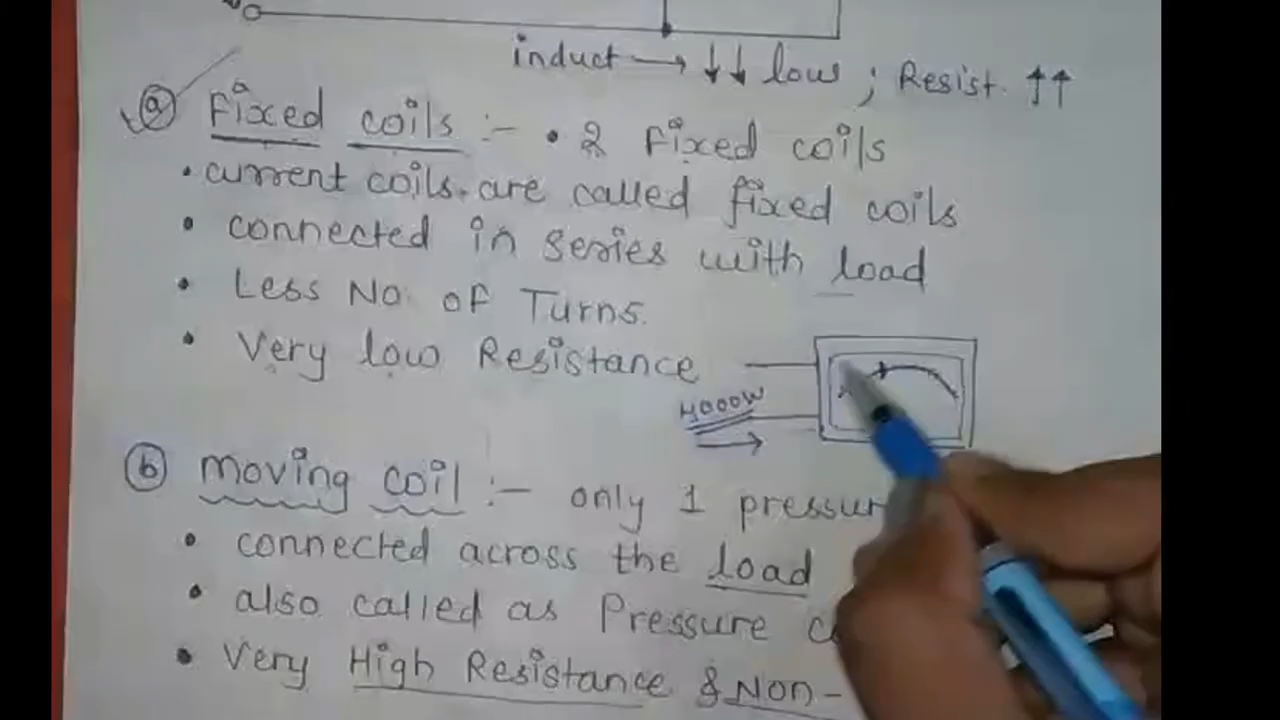 induct → ↓↓ low ; Resist. ↑↑
(a) Fixed coils :- • 2 Fixed coils
• current coils are called fixed coils
• connected in series with load
• Less No. of Turns.
• Very low Resistance
4000W
(b) moving coil :- only 1 pressur
• connected across the load
• also called as Pressure c
• Very High Resistance & Non-